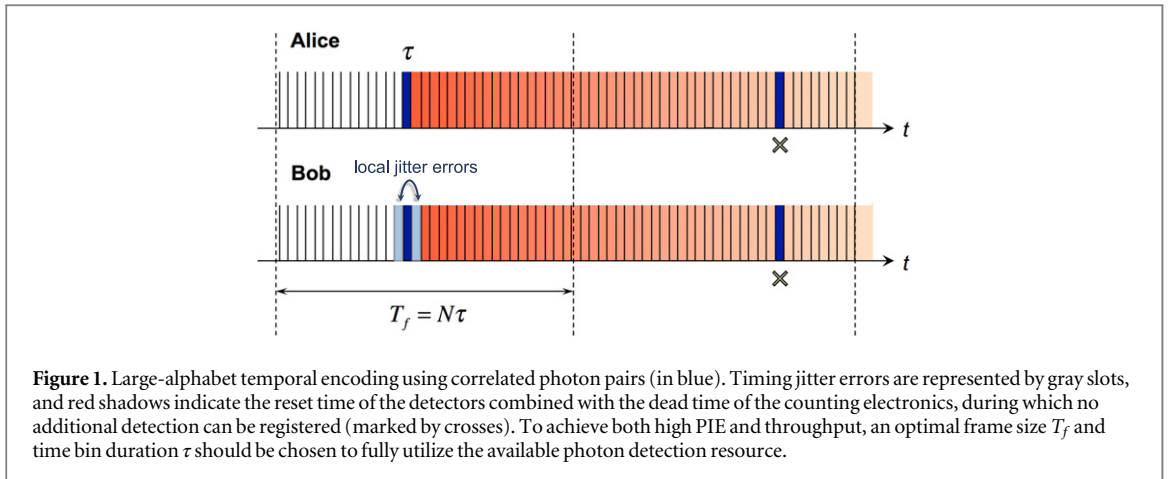 Alice
τ
t
Bob
local jitter errors
t
T_f = Nτ
Figure 1. Large-alphabet temporal encoding using correlated photon pairs (in blue). Timing jitter errors are represented by gray slots,
and red shadows indicate the reset time of the detectors combined with the dead time of the counting electronics, during which no
additional detection can be registered (marked by crosses). To achieve both high PIE and throughput, an optimal frame size T_f and
time bin duration τ should be chosen to fully utilize the available photon detection resource.